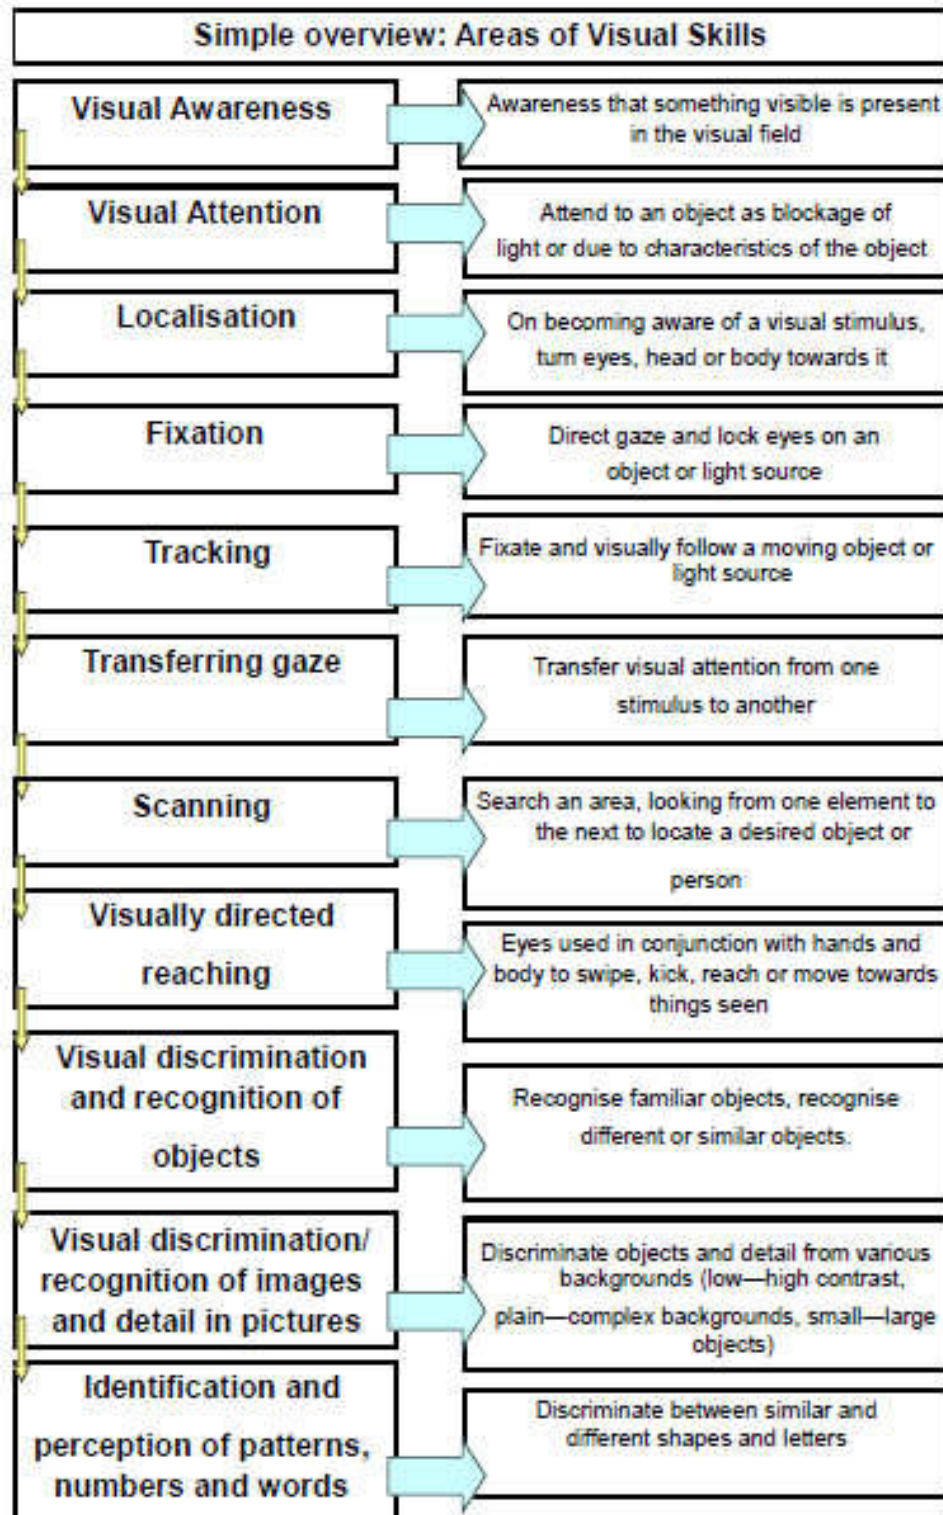 Simple overview: Areas of Visual Skills
Visual Awareness
Awareness that something visible is present
in the visual field
Visual Attention
Attend to an object as blockage of
light or due to characteristics of the object
Localisation
On becoming aware of a visual stimulus,
turn eyes, head or body towards it
Fixation
Direct gaze and lock eyes on an
object or light source
Tracking
Fixate and visually follow a moving object or
light source
Transferring gaze
Transfer visual attention from one
stimulus to another
Scanning
Search an area, looking from one element to
the next to locate a desired object or
person
Visually directed
reaching
Eyes used in conjunction with hands and
body to swipe, kick, reach or move towards
things seen
Visual discrimination
and recognition of
objects
Recognise familiar objects, recognise
different or similar objects.
Visual discrimination/
recognition of images
and detail in pictures
Discriminate objects and detail from various
backgrounds (low—high contrast,
plain—complex backgrounds, small—large
objects)
Identification and
perception of patterns,
numbers and words
Discriminate between similar and
different shapes and letters